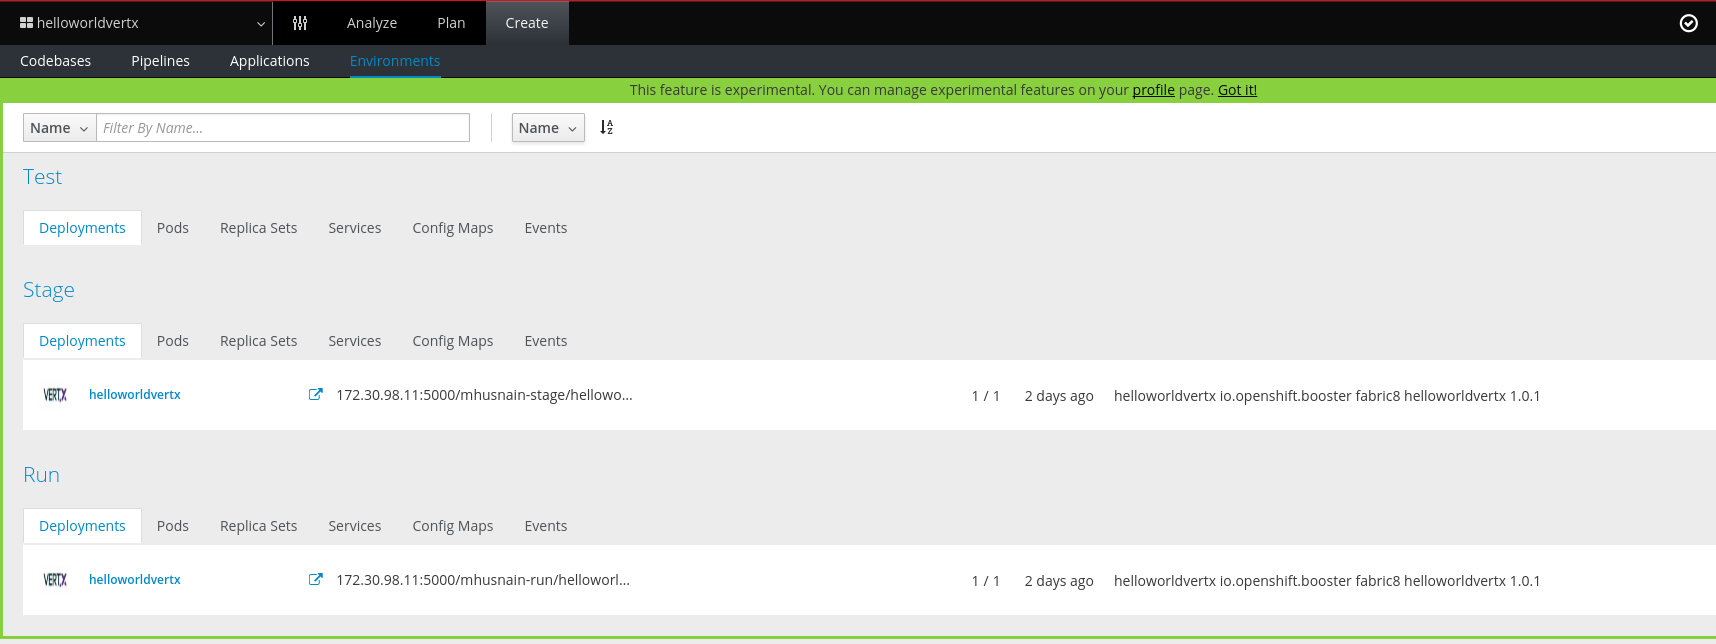 helloworldvertx Analyze Plan Create
Codebases Pipelines Applications Environments
This feature is experimental. You can manage experimental features on your profile page. Got it!
Name Filter By Name... Name
Test
Deployments Pods Replica Sets Services Config Maps Events
Stage
Deployments Pods Replica Sets Services Config Maps Events
VERT.X helloworldvertx 172.30.98.11:5000/mhusnain-stage/hellowo... 1 / 1 2 days ago helloworldvertx io.openshift.booster fabric8 helloworldvertx 1.0.1
Run
Deployments Pods Replica Sets Services Config Maps Events
VERT.X helloworldvertx 172.30.98.11:5000/mhusnain-run/helloworl... 1 / 1 2 days ago helloworldvertx io.openshift.booster fabric8 helloworldvertx 1.0.1